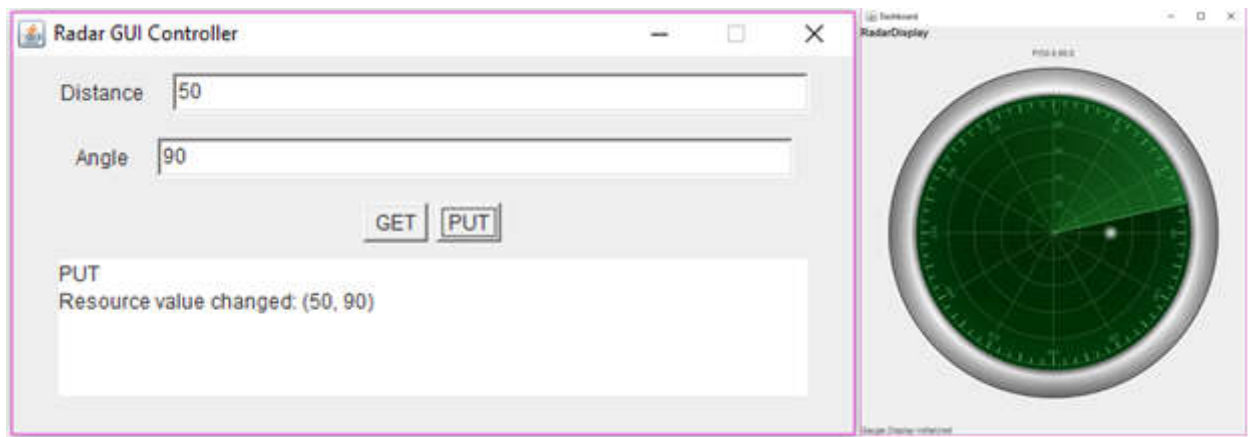 Radar GUI Controller
Distance 50
Angle 90
GET PUT
PUT
Resource value changed: (50, 90)
Dashboard
RadarDisplay